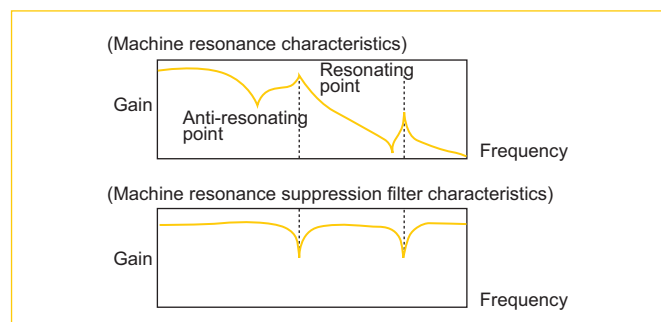 (Machine resonance characteristics)
Resonating
point
Gain
Anti-resonating
point
Frequency
(Machine resonance suppression filter characteristics)
Gain
Frequency